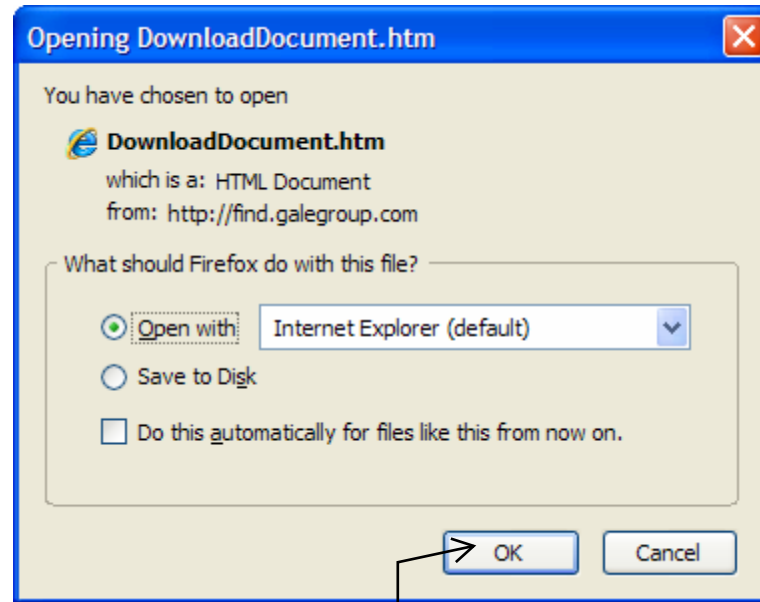 Opening DownloadDocument.htm
You have chosen to open
DownloadDocument.htm
which is a: HTML Document
from: http://find.galegroup.com
What should Firefox do with this file?
Open with Internet Explorer (default)
Save to Disk
Do this automatically for files like this from now on.
OK Cancel